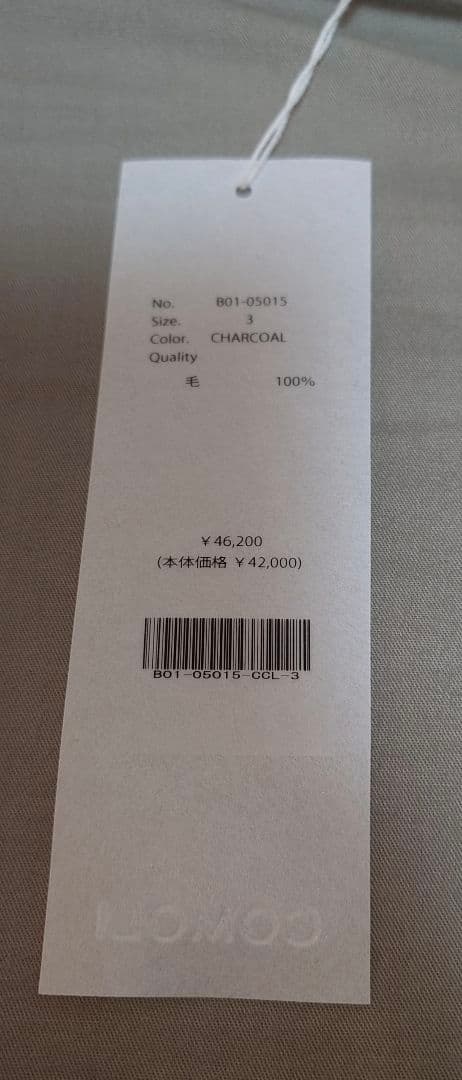 No. B01-05015
Size. 3
Color. CHARCOAL
Quality
毛 100%
￥46,200
(本体価格 ￥42,000)
B01-05015-CCL-3
COMOLI